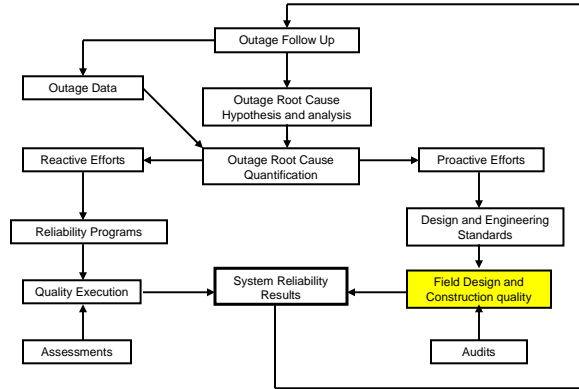 Outage Follow Up
Outage Data
Outage Root Cause
Hypothesis and analysis
Reactive Efforts
Outage Root Cause
Quantification
Proactive Efforts
Reliability Programs
Design and Engineering
Standards
Quality Execution
System Reliability
Results
Field Design and
Construction quality
Assessments
Audits